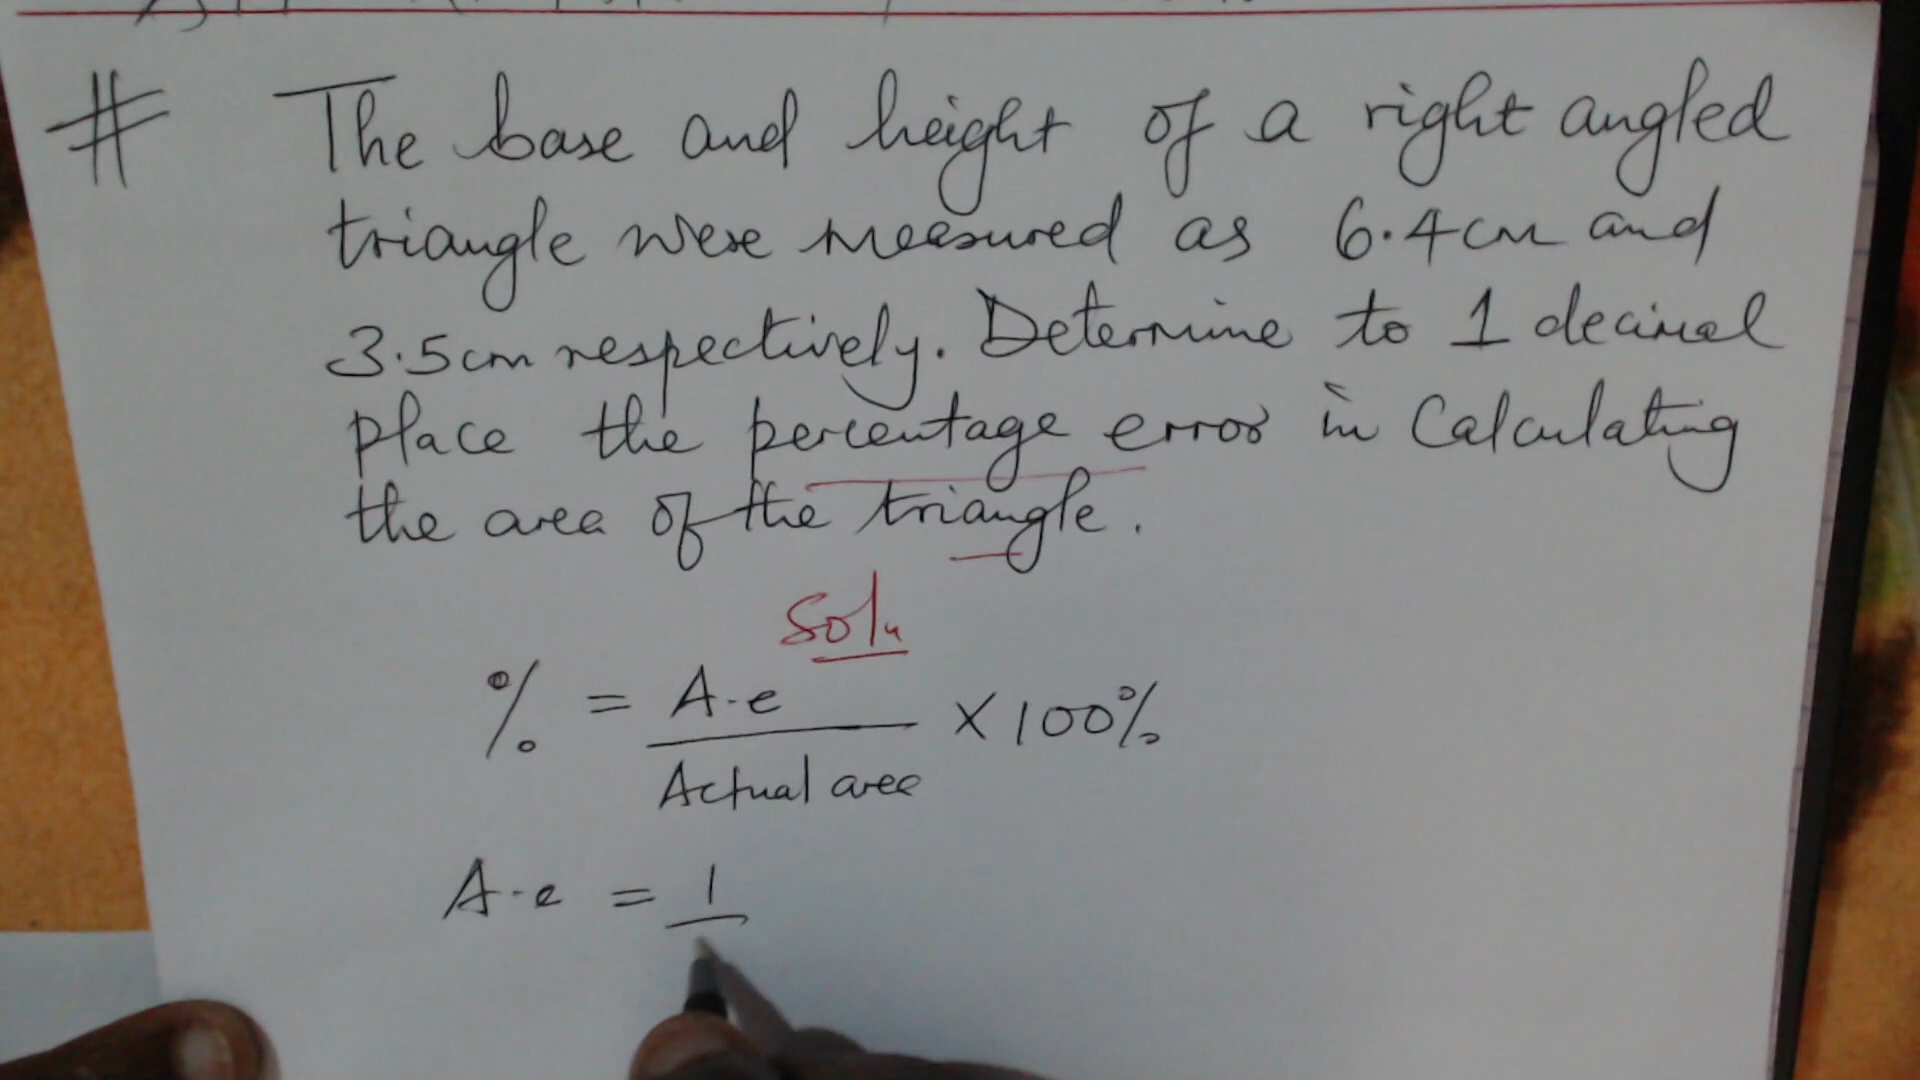 # The base and height of a right angled
triangle were measured as 6.4cm and
3.5cm respectively. Determine to 1 decimal
place the percentage error in Calculating
the area of the triangle.
Soln
% = A.e / Actual area × 100%
A.e = 1